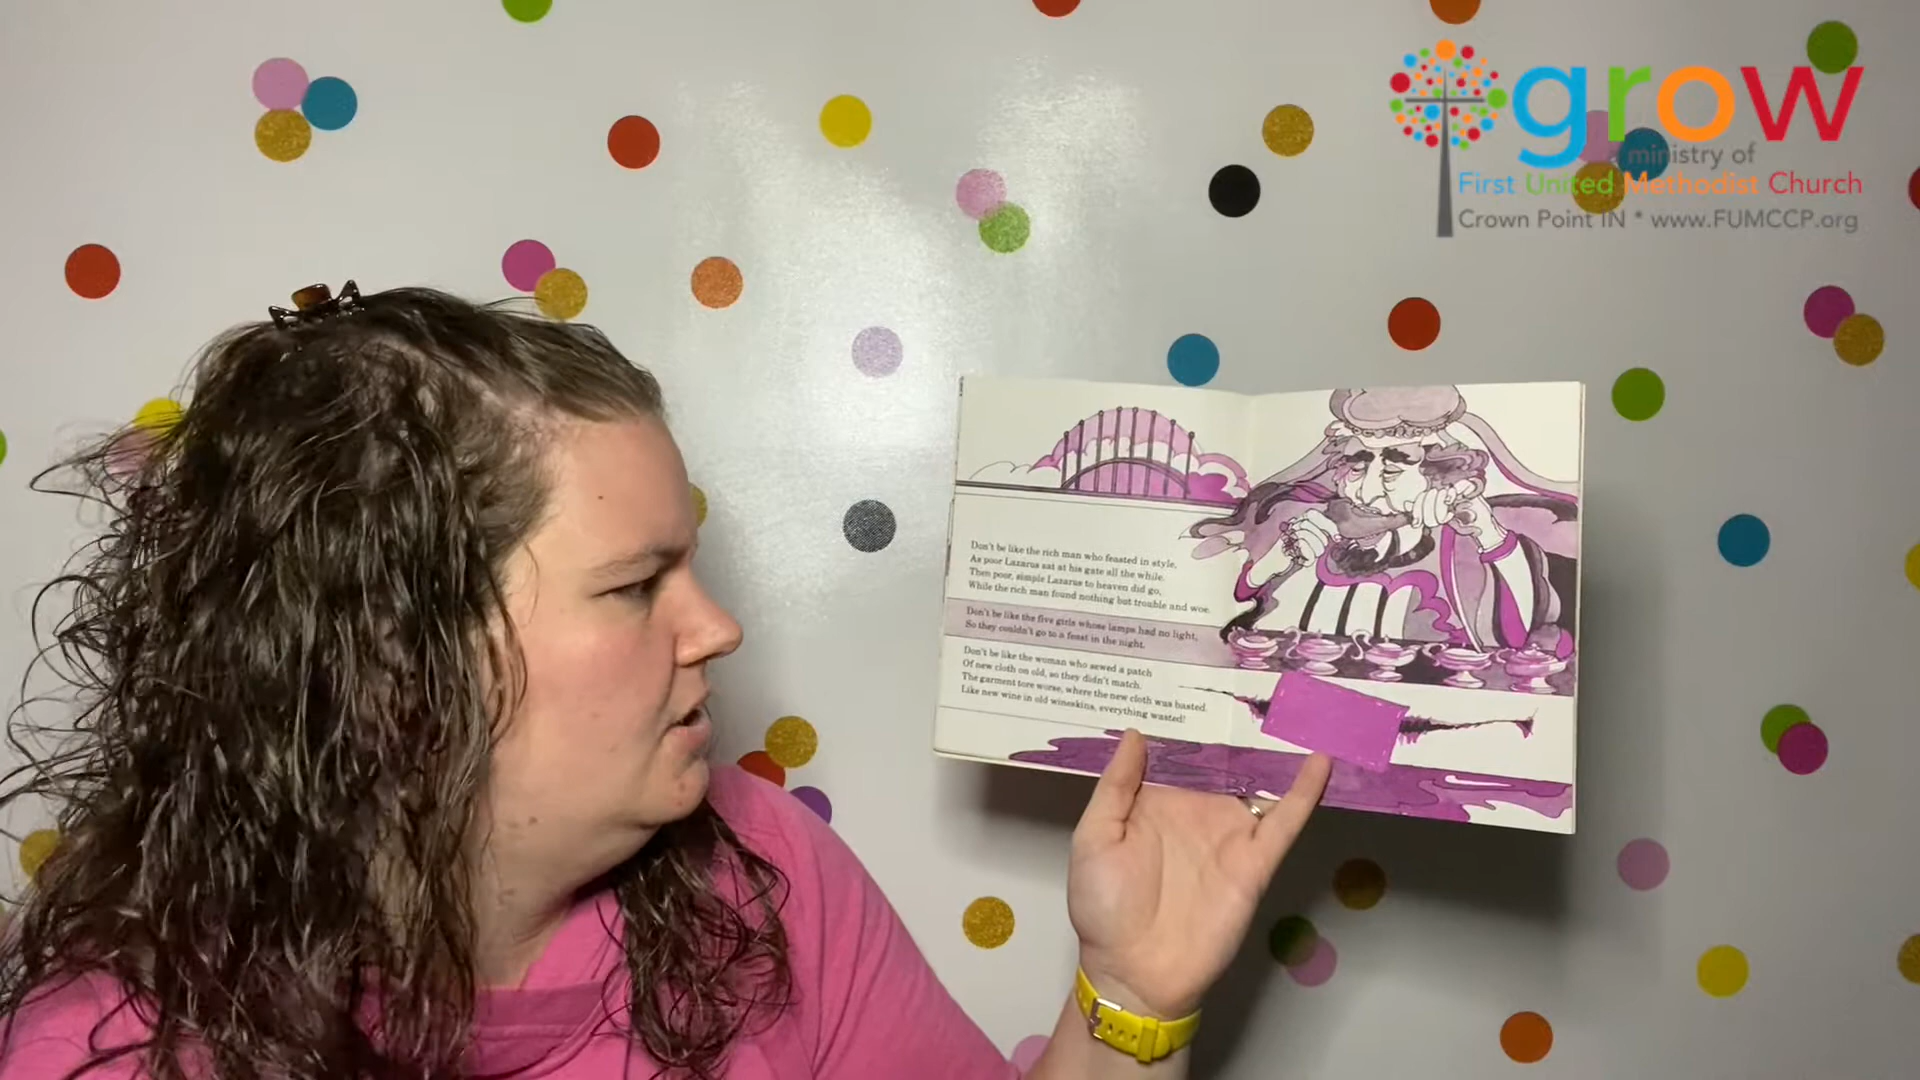 grow
a ministry of
First United Methodist Church
Crown Point IN * www.FUMCCP.org
Don't be like the rich man who feasted in style,
As poor Lazarus sat at his gate all the while.
Then poor, simple Lazarus to heaven did go,
While the rich man found nothing but trouble and woe.
Don't be like the five girls whose lamps had no light,
So they couldn't go to a feast in the night.
Don't be like the woman who sewed a patch
Of new cloth on old, so they didn't match.
The garment tore worse, where the new cloth was basted.
Like new wine in old wineskins, everything wasted!